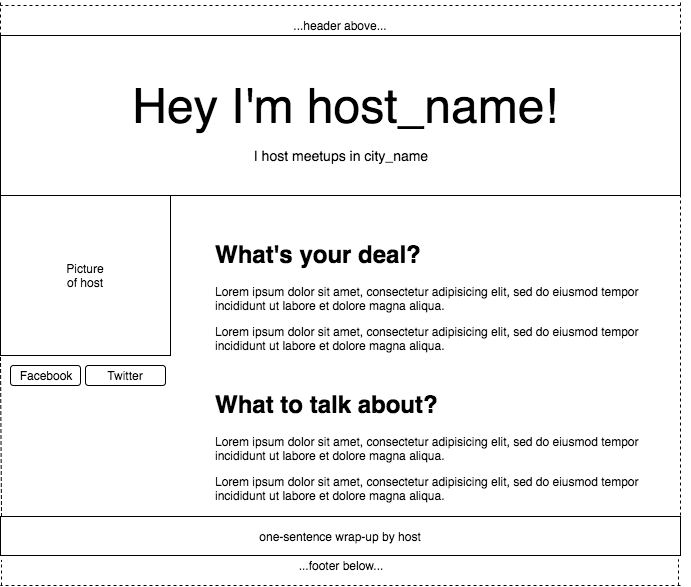 ...header above...
Hey I'm host_name!
I host meetups in city_name
Picture
of host
Facebook
Twitter
What's your deal?
Lorem ipsum dolor sit amet, consectetur adipisicing elit, sed do eiusmod tempor
incididunt ut labore et dolore magna aliqua.
Lorem ipsum dolor sit amet, consectetur adipisicing elit, sed do eiusmod tempor
incididunt ut labore et dolore magna aliqua.
What to talk about?
Lorem ipsum dolor sit amet, consectetur adipisicing elit, sed do eiusmod tempor
incididunt ut labore et dolore magna aliqua.
Lorem ipsum dolor sit amet, consectetur adipisicing elit, sed do eiusmod tempor
incididunt ut labore et dolore magna aliqua.
one-sentence wrap-up by host
...footer below...